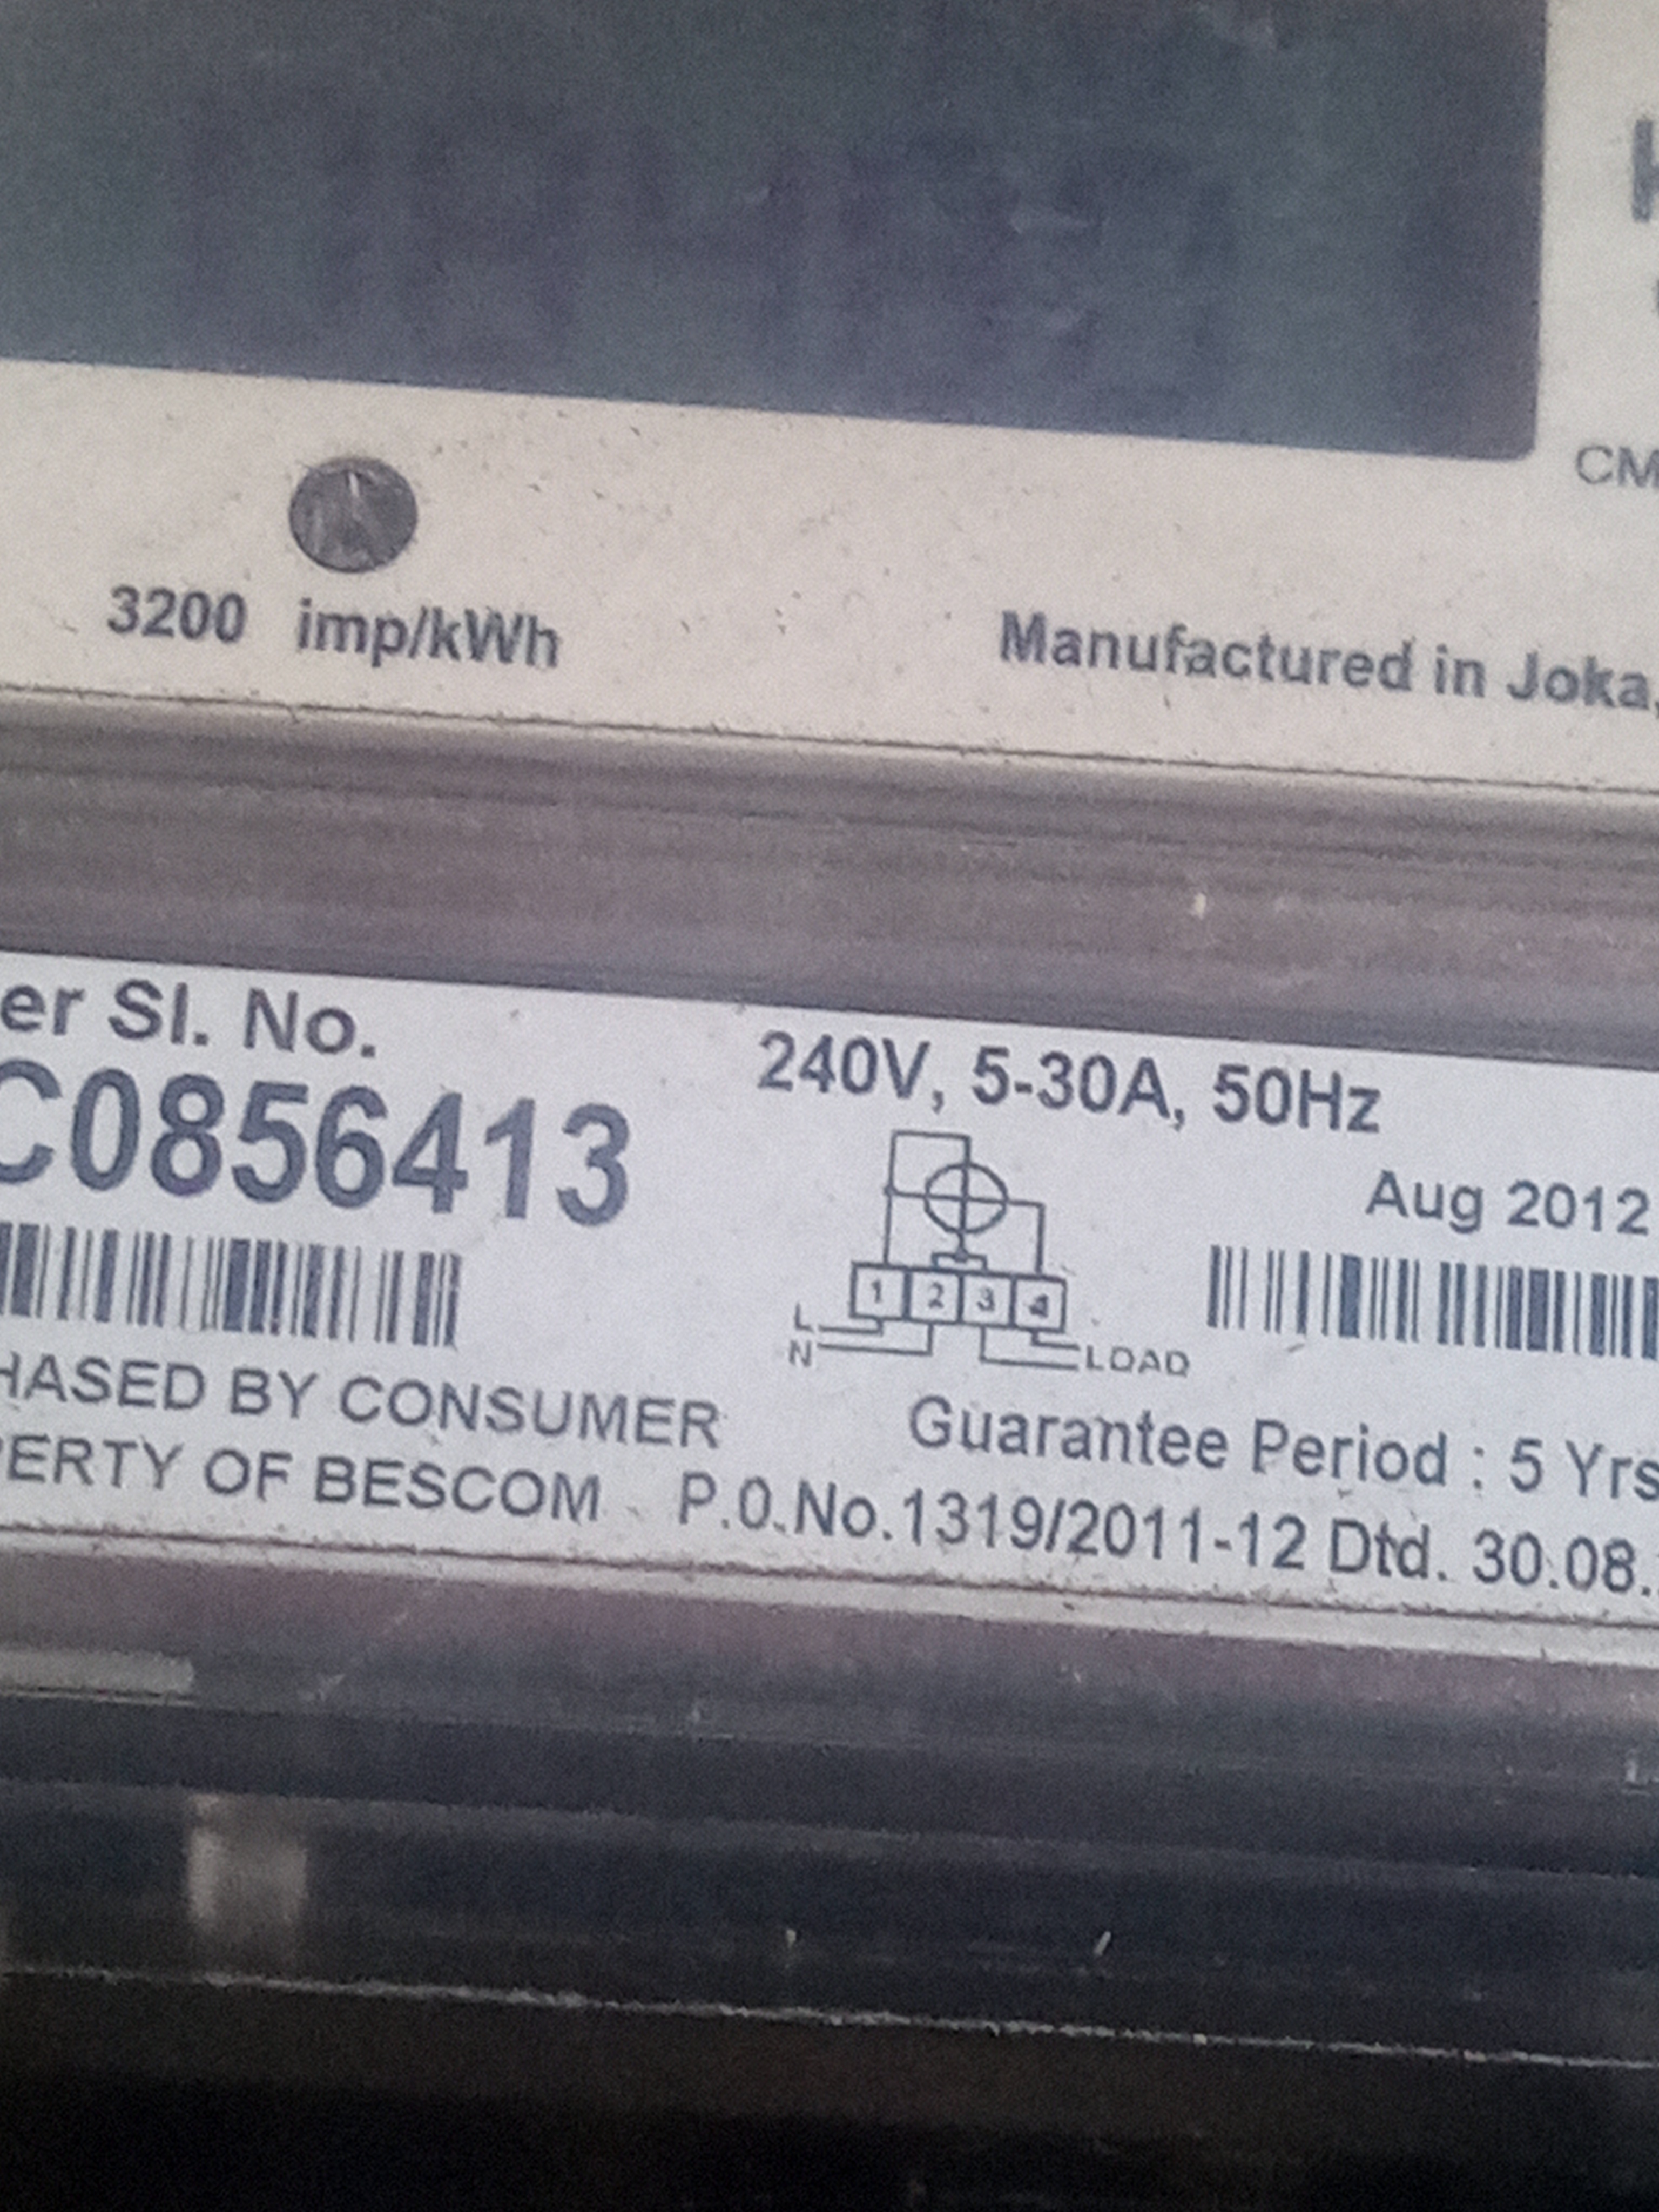 CM
3200 imp/kWh
Manufactured in Joka,
er Sl. No.
C0856413
240V, 5-30A, 50Hz
Aug 2012
1 2 3 4
L
N
LOAD
HASED BY CONSUMER
Guarantee Period : 5 Yrs
ERTY OF BESCOM
P.O.No.1319/2011-12 Dtd. 30.08.